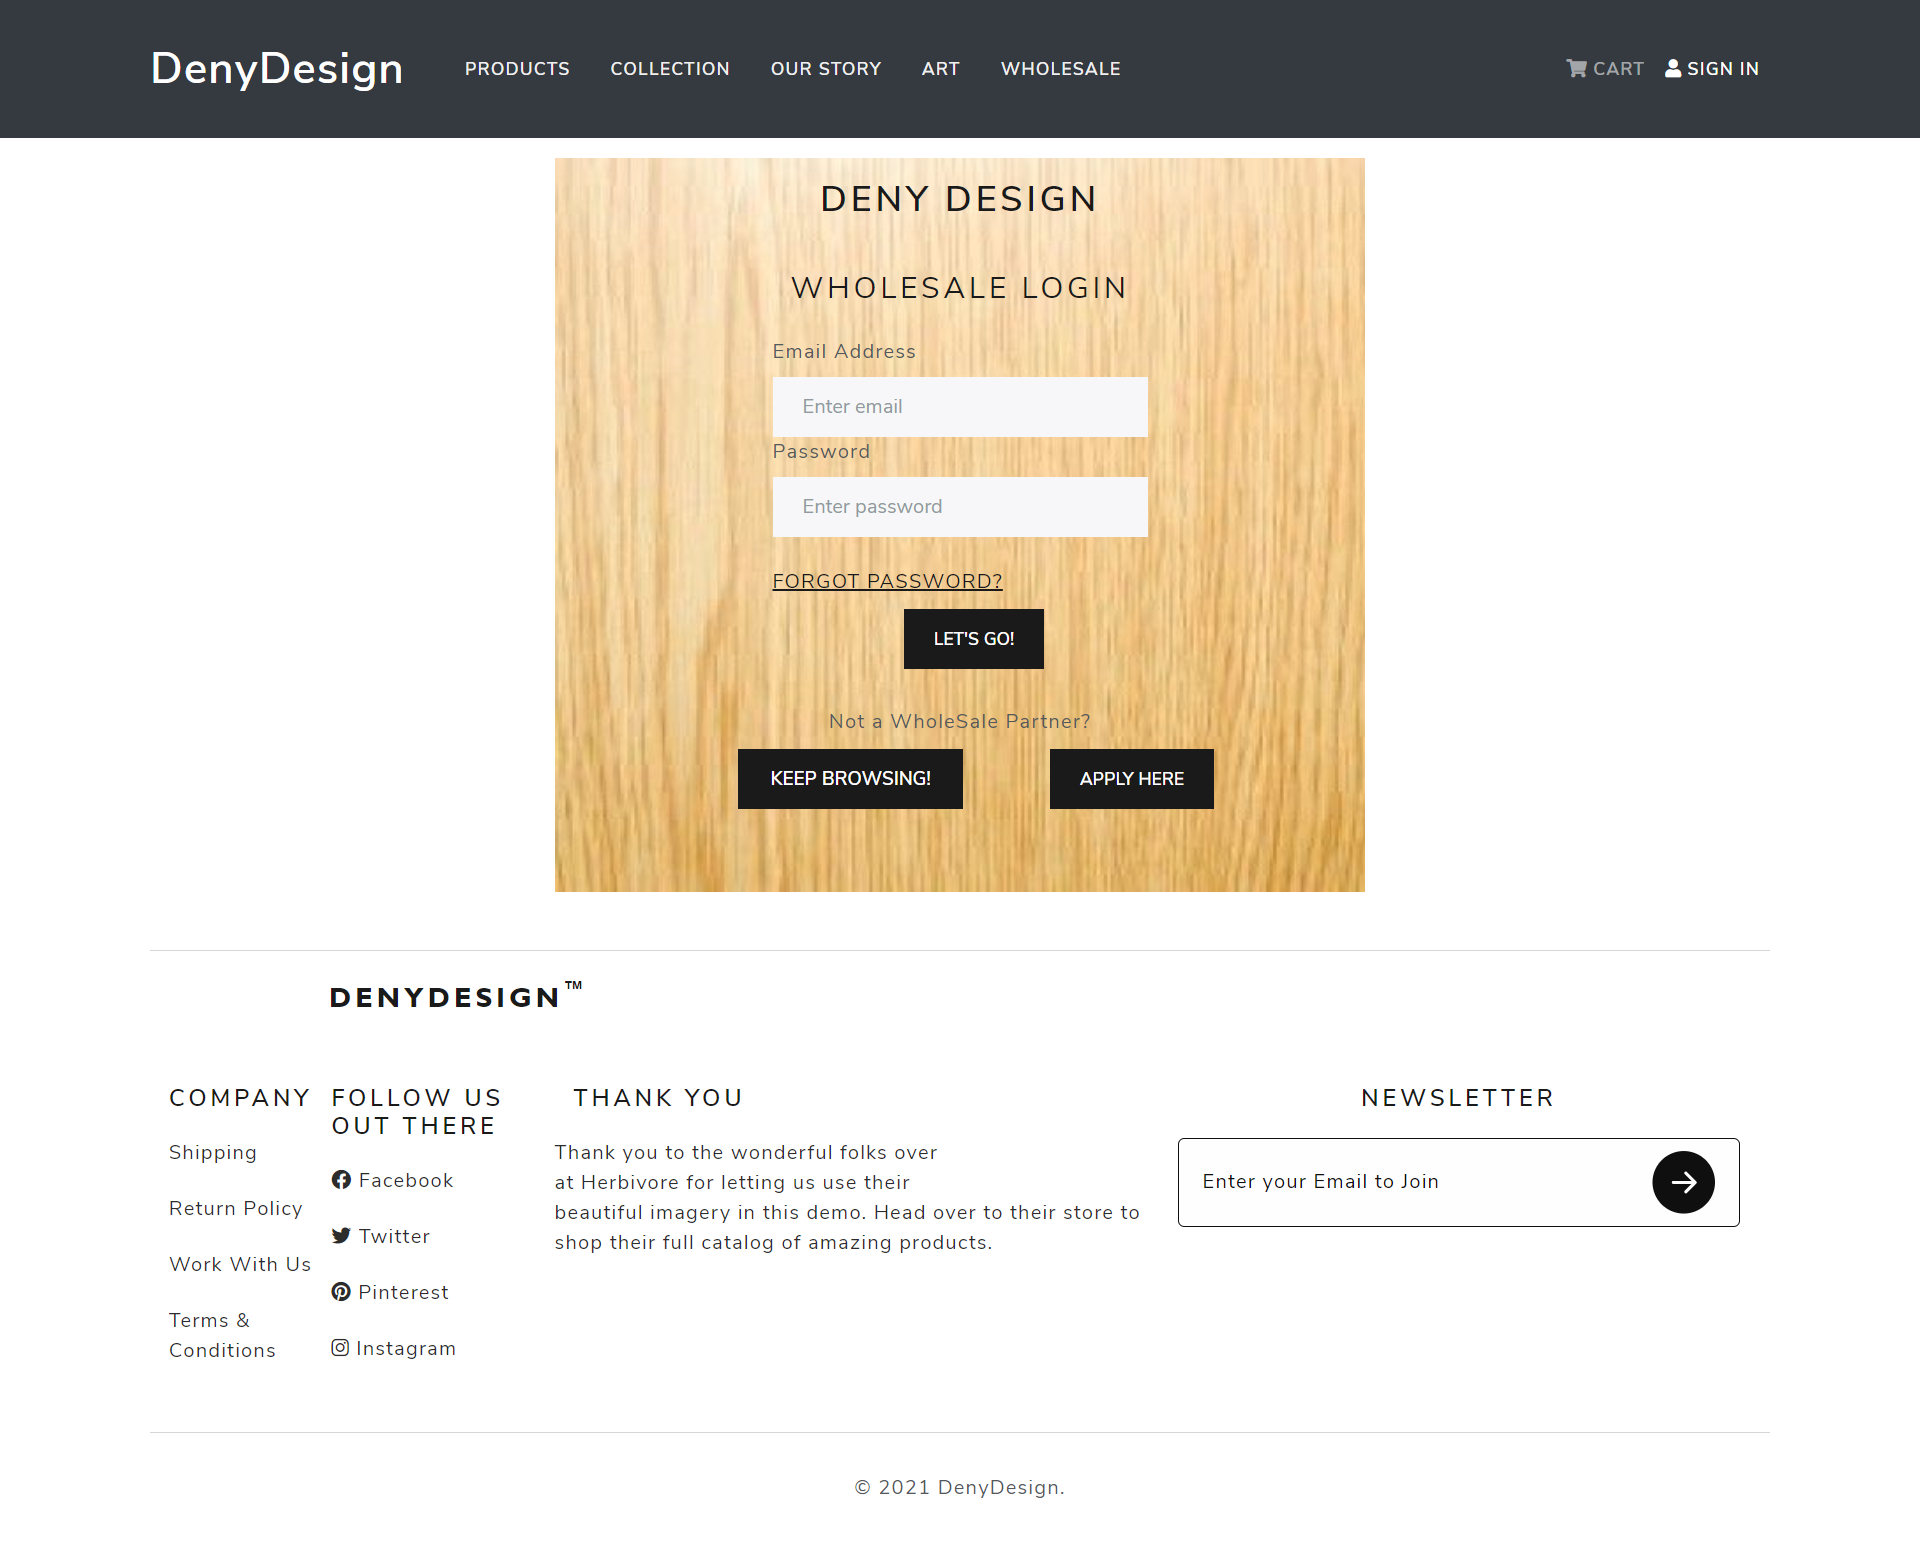 DenyDesign PRODUCTS COLLECTION OUR STORY ART WHOLESALE CART SIGN IN
DENY DESIGN
WHOLESALE LOGIN
Email Address
Enter email
Password
Enter password
FORGOT PASSWORD?
LET'S GO!
Not a WholeSale Partner?
KEEP BROWSING! APPLY HERE
DENYDESIGN™
COMPANY
Shipping
Return Policy
Work With Us
Terms &
Conditions
FOLLOW US
OUT THERE
Facebook
Twitter
Pinterest
Instagram
THANK YOU
Thank you to the wonderful folks over
at Herbivore for letting us use their
beautiful imagery in this demo. Head over to their store to
shop their full catalog of amazing products.
NEWSLETTER
Enter your Email to Join
© 2021 DenyDesign.